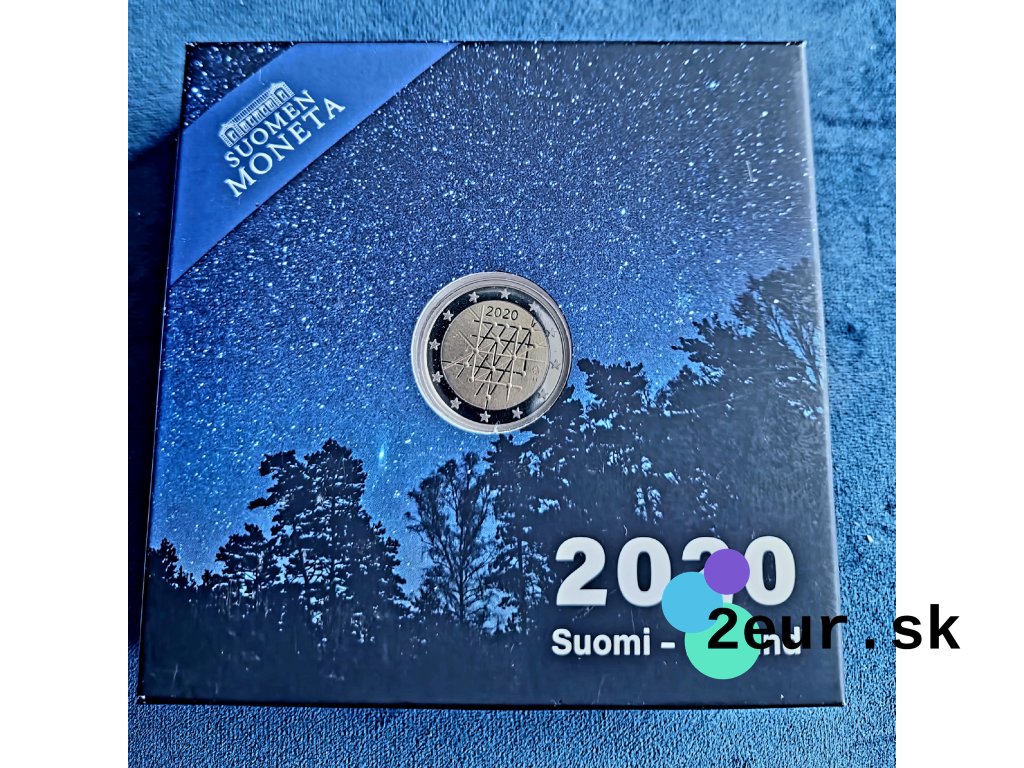 SUOMEN
MONETA
2020
2020
Suomi -
2eur.sk